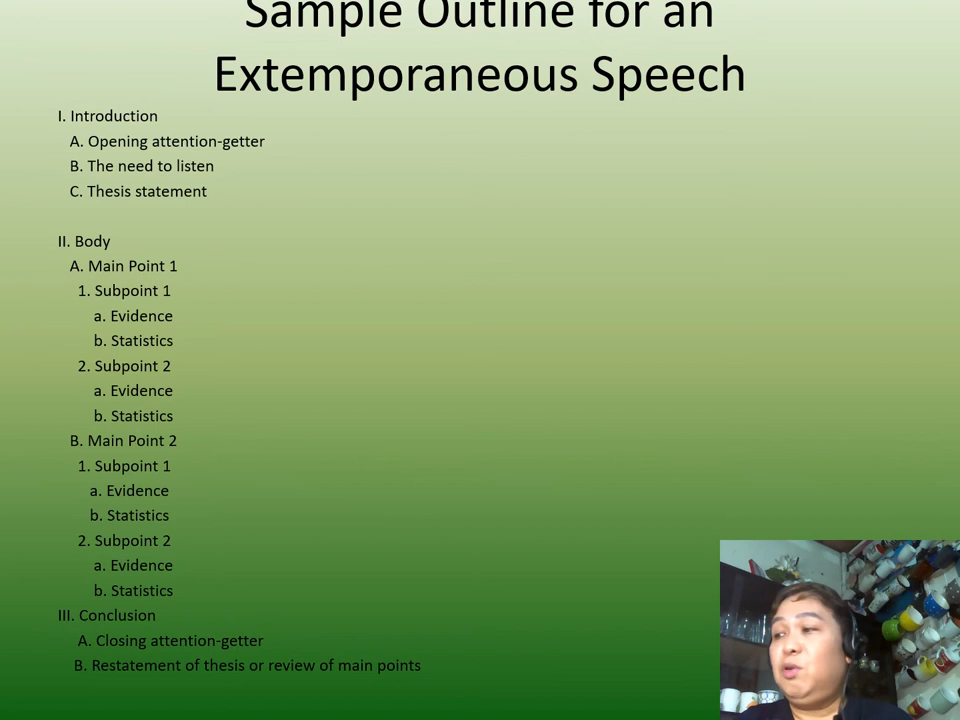 Sample Outline for an
Extemporaneous Speech
I. Introduction
A. Opening attention-getter
B. The need to listen
C. Thesis statement
II. Body
A. Main Point 1
1. Subpoint 1
a. Evidence
b. Statistics
2. Subpoint 2
a. Evidence
b. Statistics
B. Main Point 2
1. Subpoint 1
a. Evidence
b. Statistics
2. Subpoint 2
a. Evidence
b. Statistics
III. Conclusion
A. Closing attention-getter
B. Restatement of thesis or review of main points